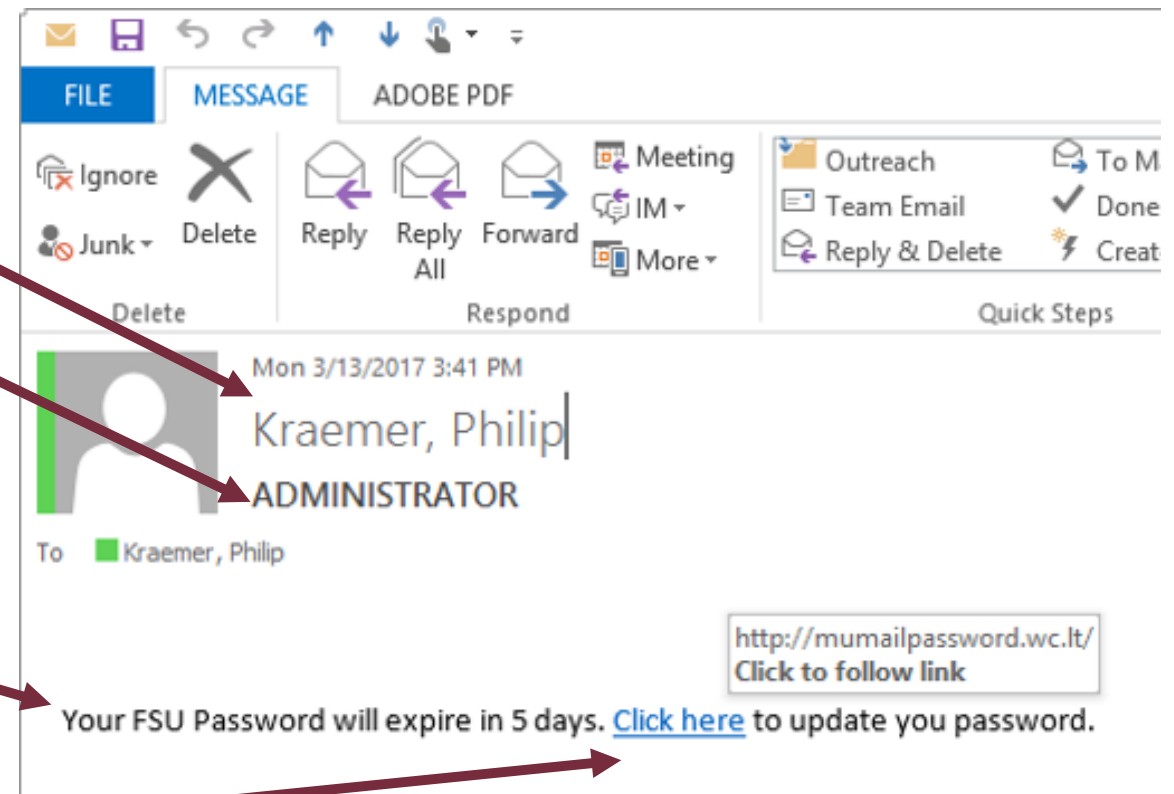 FILE MESSAGE ADOBE PDF
Ignore
Junk
Delete
Reply
Reply All
Forward
Meeting
IM
More
Outreach
Team Email
Reply & Delete
To
Done
Delete Respond Quick Steps
Mon 3/13/2017 3:41 PM
Kraemer, Philip
ADMINISTRATOR
To Kraemer, Philip
http://mumailpassword.wc.lt/
Click to follow link
Your FSU Password will expire in 5 days. Click here to update you password.